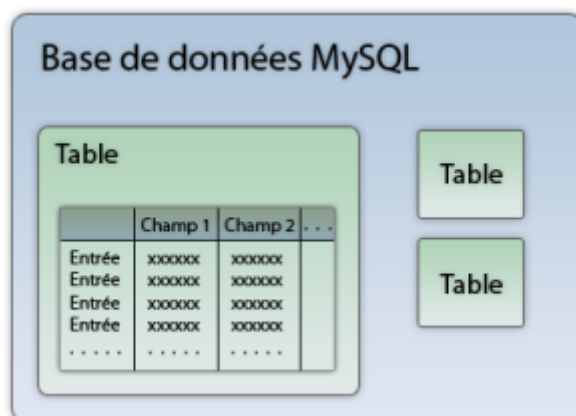 Base de données MySQL
Table
Champ 1 Champ 2 . . .
Entrée xxxxxx xxxxxx
Entrée xxxxxx xxxxxx
Entrée xxxxxx xxxxxx
Entrée xxxxxx xxxxxx
. . . . . . . . . . . . . . .
Table
Table